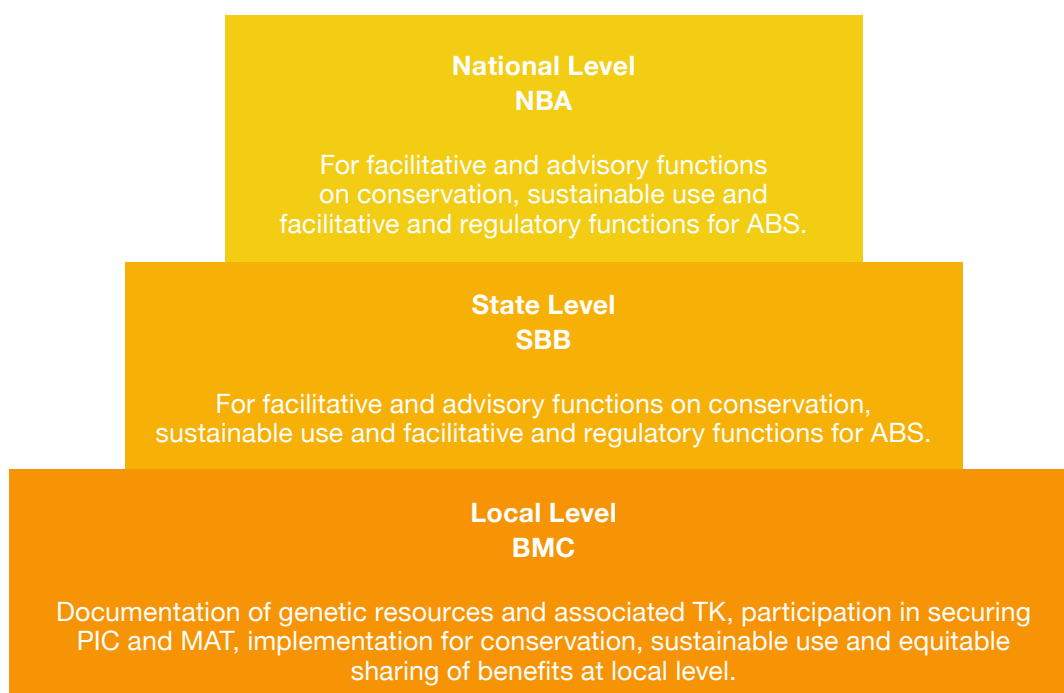 National Level
NBA
For facilitative and advisory functions
on conservation, sustainable use and
facilitative and regulatory functions for ABS.
State Level
SBB
For facilitative and advisory functions on conservation,
sustainable use and facilitative and regulatory functions for ABS.
Local Level
BMC
Documentation of genetic resources and associated TK, participation in securing
PIC and MAT, implementation for conservation, sustainable use and equitable
sharing of benefits at local level.